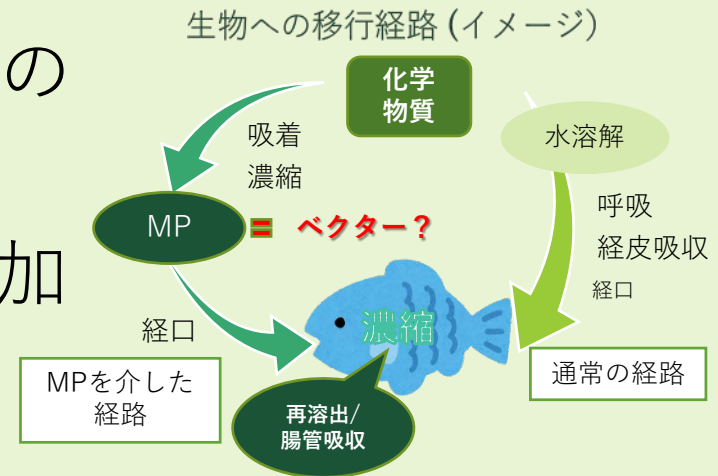 生物への移行経路 (イメージ)
の
加
化学
物質
吸着
濃縮
水溶解
MP
= ベクター？
呼吸
経皮吸収
経口
濃縮
経口
MPを介した
経路
再溶出/
腸管吸収
通常の経路